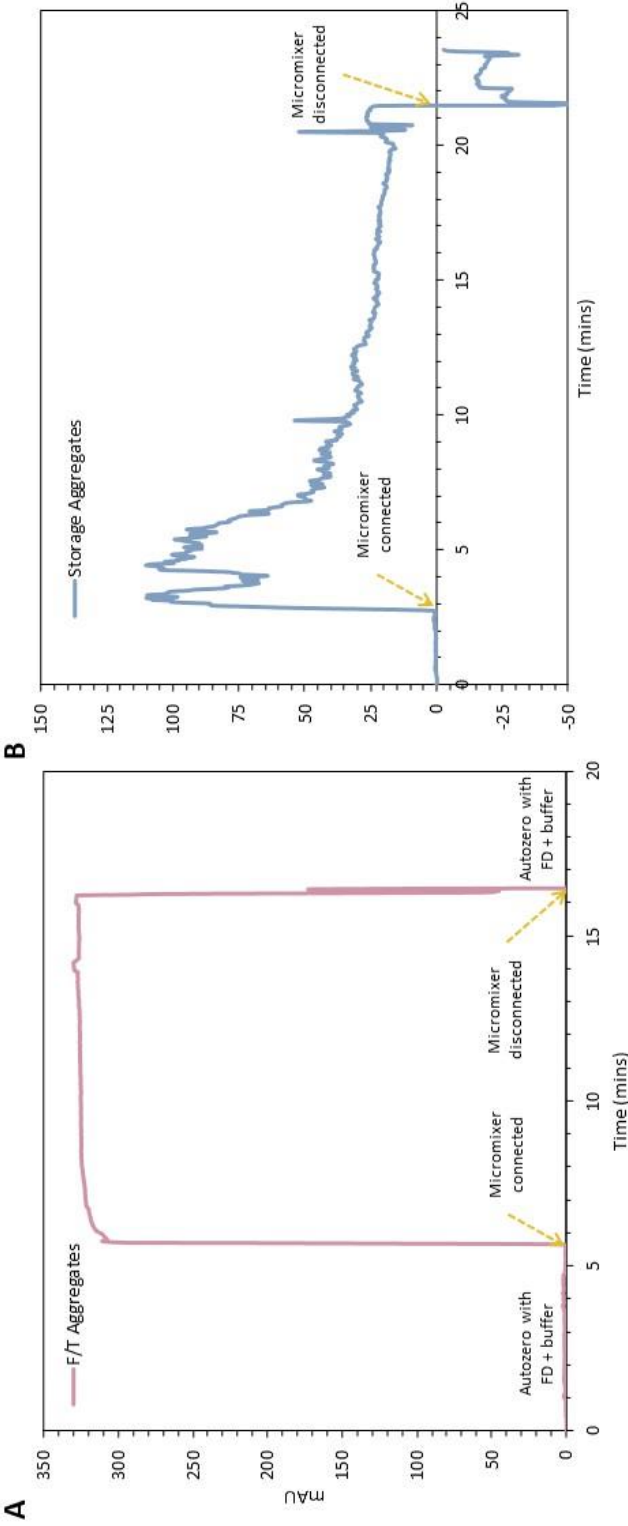 A
F/T Aggregates
350
300
250
200
150
100
50
0
mAU
Autozero with
FD + buffer
Micromixer
connected
Micromixer
disconnected
Autozero with
FD + buffer
0
5
10
15
20
Time (mins)
B
Storage Aggregates
150
125
100
75
50
25
0
-25
-50
Micromixer
connected
Micromixer
disconnected
0
5
10
15
20
25
Time (mins)